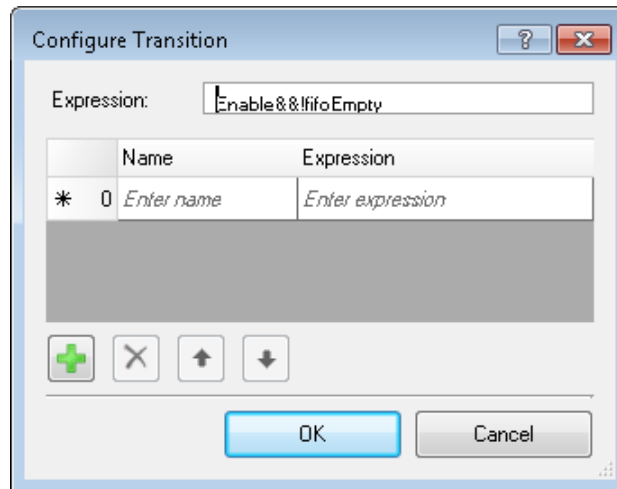 Configure Transition
Expression: Enable&&!fifoEmpty
Name Expression
0 Enter name Enter expression
OK Cancel